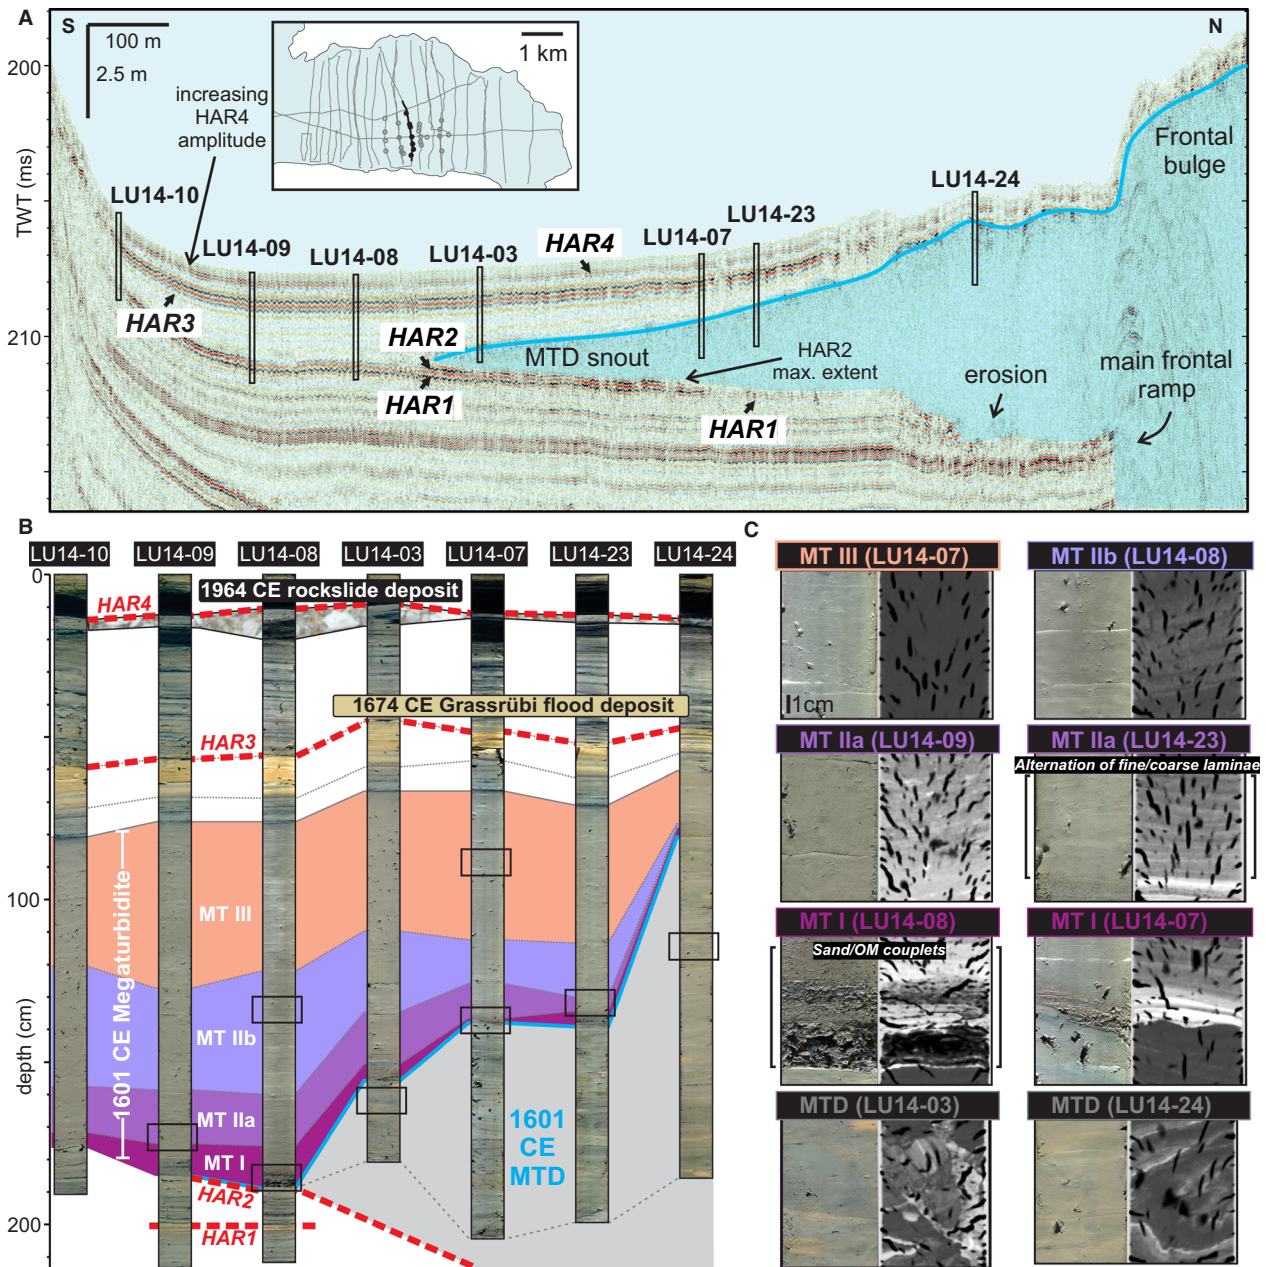 A
S
N
100 m
2.5 m
1 km
200
210
TWT (ms)
increasing
HAR4
amplitude
LU14-10
LU14-09
LU14-08
LU14-03
LU14-07
LU14-23
LU14-24
HAR4
HAR3
HAR2
HAR1
HAR1
MTD snout
HAR2
max. extent
erosion
main frontal
ramp
Frontal
bulge
B
LU14-10
LU14-09
LU14-08
LU14-03
LU14-07
LU14-23
LU14-24
0
100
200
depth (cm)
HAR4
1964 CE rockslide deposit
1674 CE Grassrübi flood deposit
HAR3
1601 CE Megaturbidite
MT III
MT IIb
MT IIa
MT I
HAR2
HAR1
1601
CE
MTD
C
MT III (LU14-07)
MT IIb (LU14-08)
1cm
MT IIa (LU14-09)
MT IIa (LU14-23)
Alternation of fine/coarse laminae
MT I (LU14-08)
MT I (LU14-07)
Sand/OM couplets
MTD (LU14-03)
MTD (LU14-24)